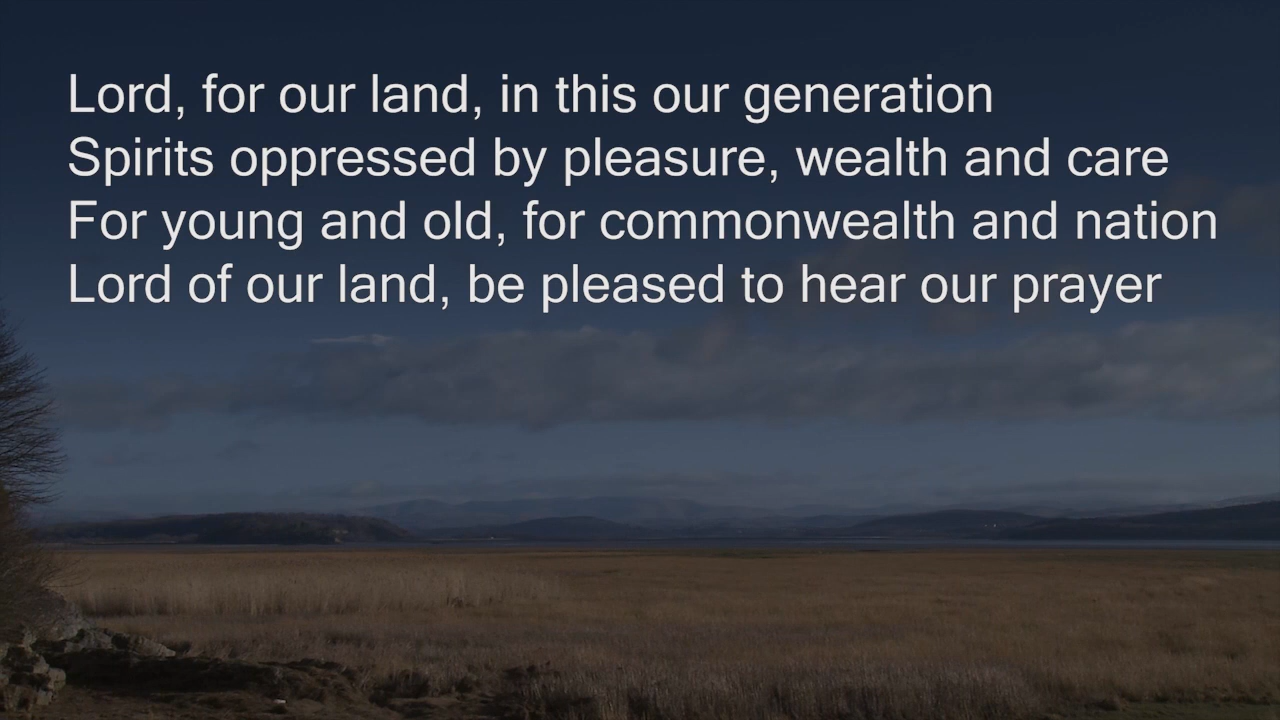 Lord, for our land, in this our generation
Spirits oppressed by pleasure, wealth and care
For young and old, for commonwealth and nation
Lord of our land, be pleased to hear our prayer